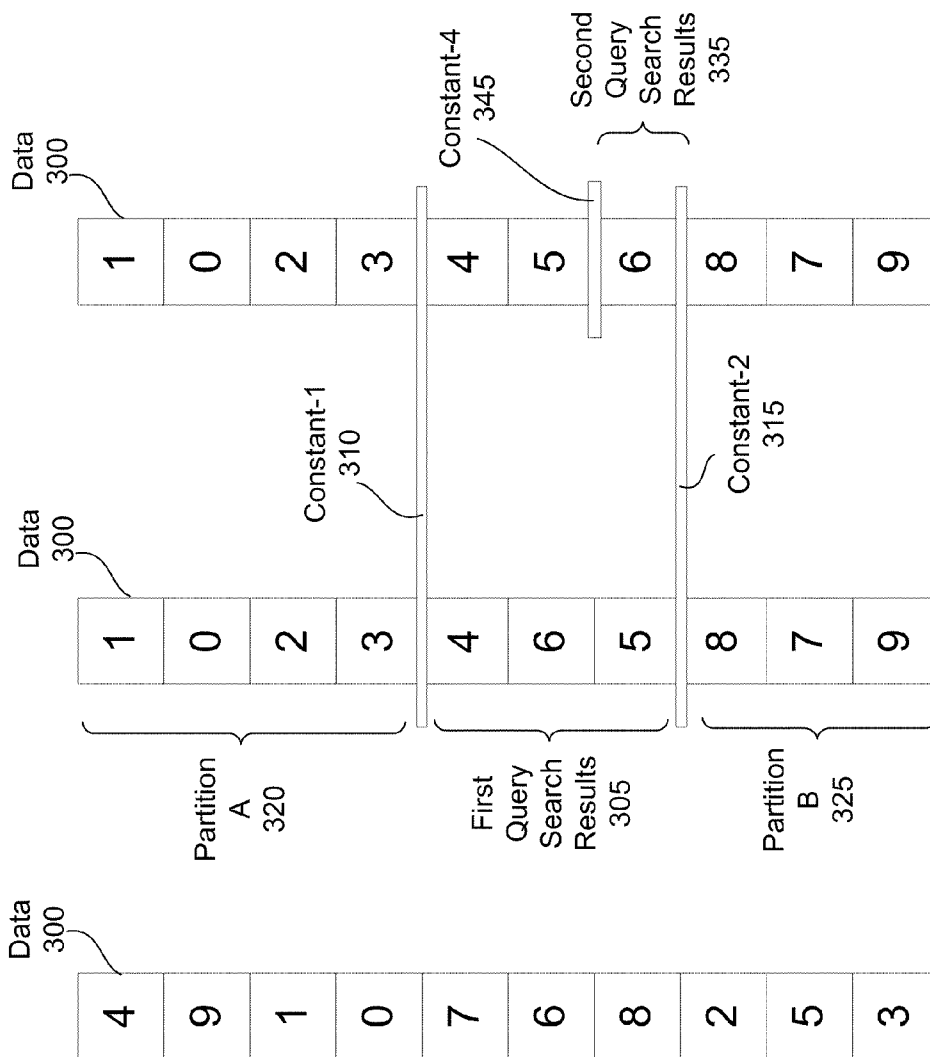 Data
300
4
9
1
0
7
6
8
2
5
3
Partition
A
320
First
Query
Search
Results
305
Partition
B
325
Data
300
1
0
2
3
4
6
5
8
7
9
Constant-1
310
Constant-2
315
Data
300
1
0
2
3
4
5
6
8
7
9
Constant-4
345
Second
Query
Search
Results
335